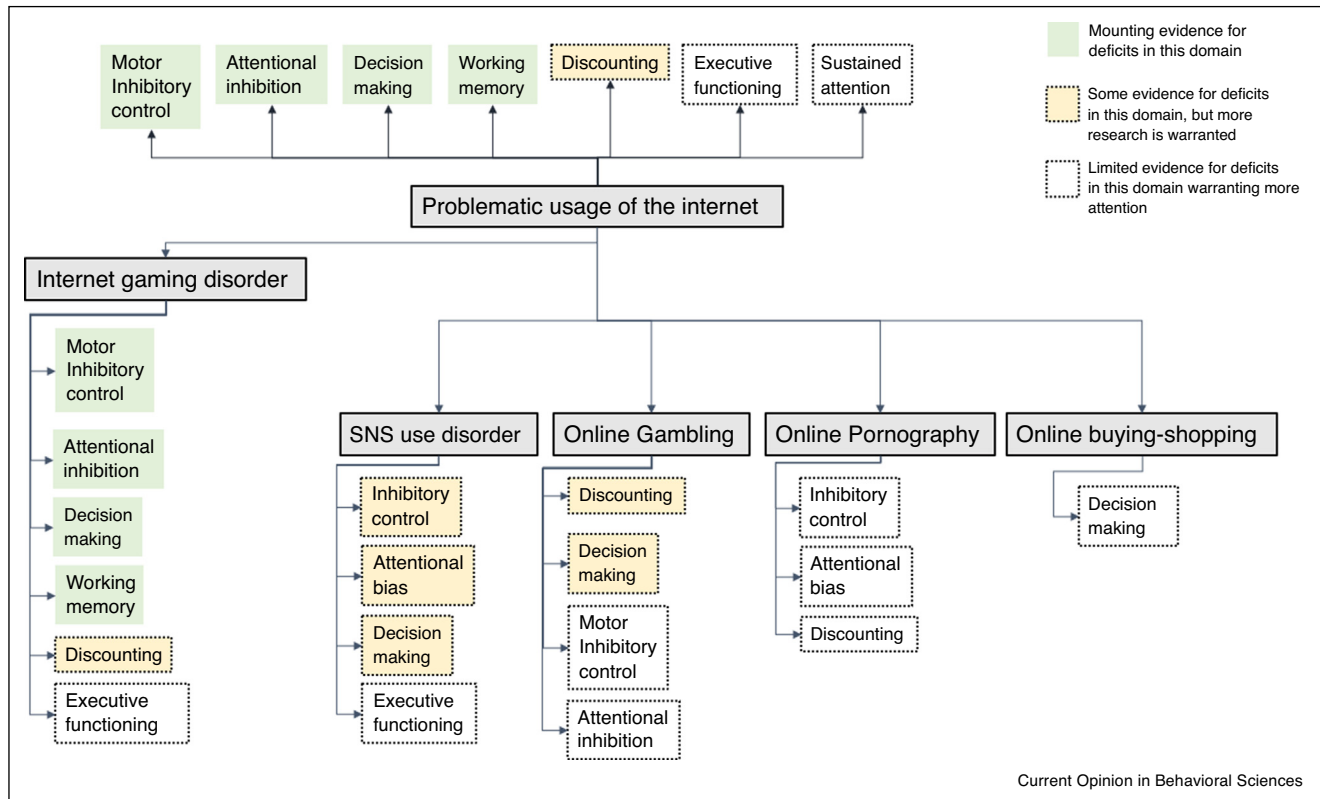 Motor
Inhibitory
control
Attentional
inhibition
Decision
making
Working
memory
Discounting
Executive
functioning
Sustained
attention
Mounting evidence for
deficits in this domain
Some evidence for deficits
in this domain, but more
research is warranted
Limited evidence for deficits
in this domain warranting more
attention
Problematic usage of the internet
Internet gaming disorder
Motor
Inhibitory
control
Attentional
inhibition
Decision
making
Working
memory
Discounting
Executive
functioning
SNS use disorder
Inhibitory
control
Attentional
bias
Decision
making
Executive
functioning
Online Gambling
Discounting
Decision
making
Motor
Inhibitory
control
Attentional
inhibition
Online Pornography
Inhibitory
control
Attentional
bias
Discounting
Online buying-shopping
Decision
making
Current Opinion in Behavioral Sciences